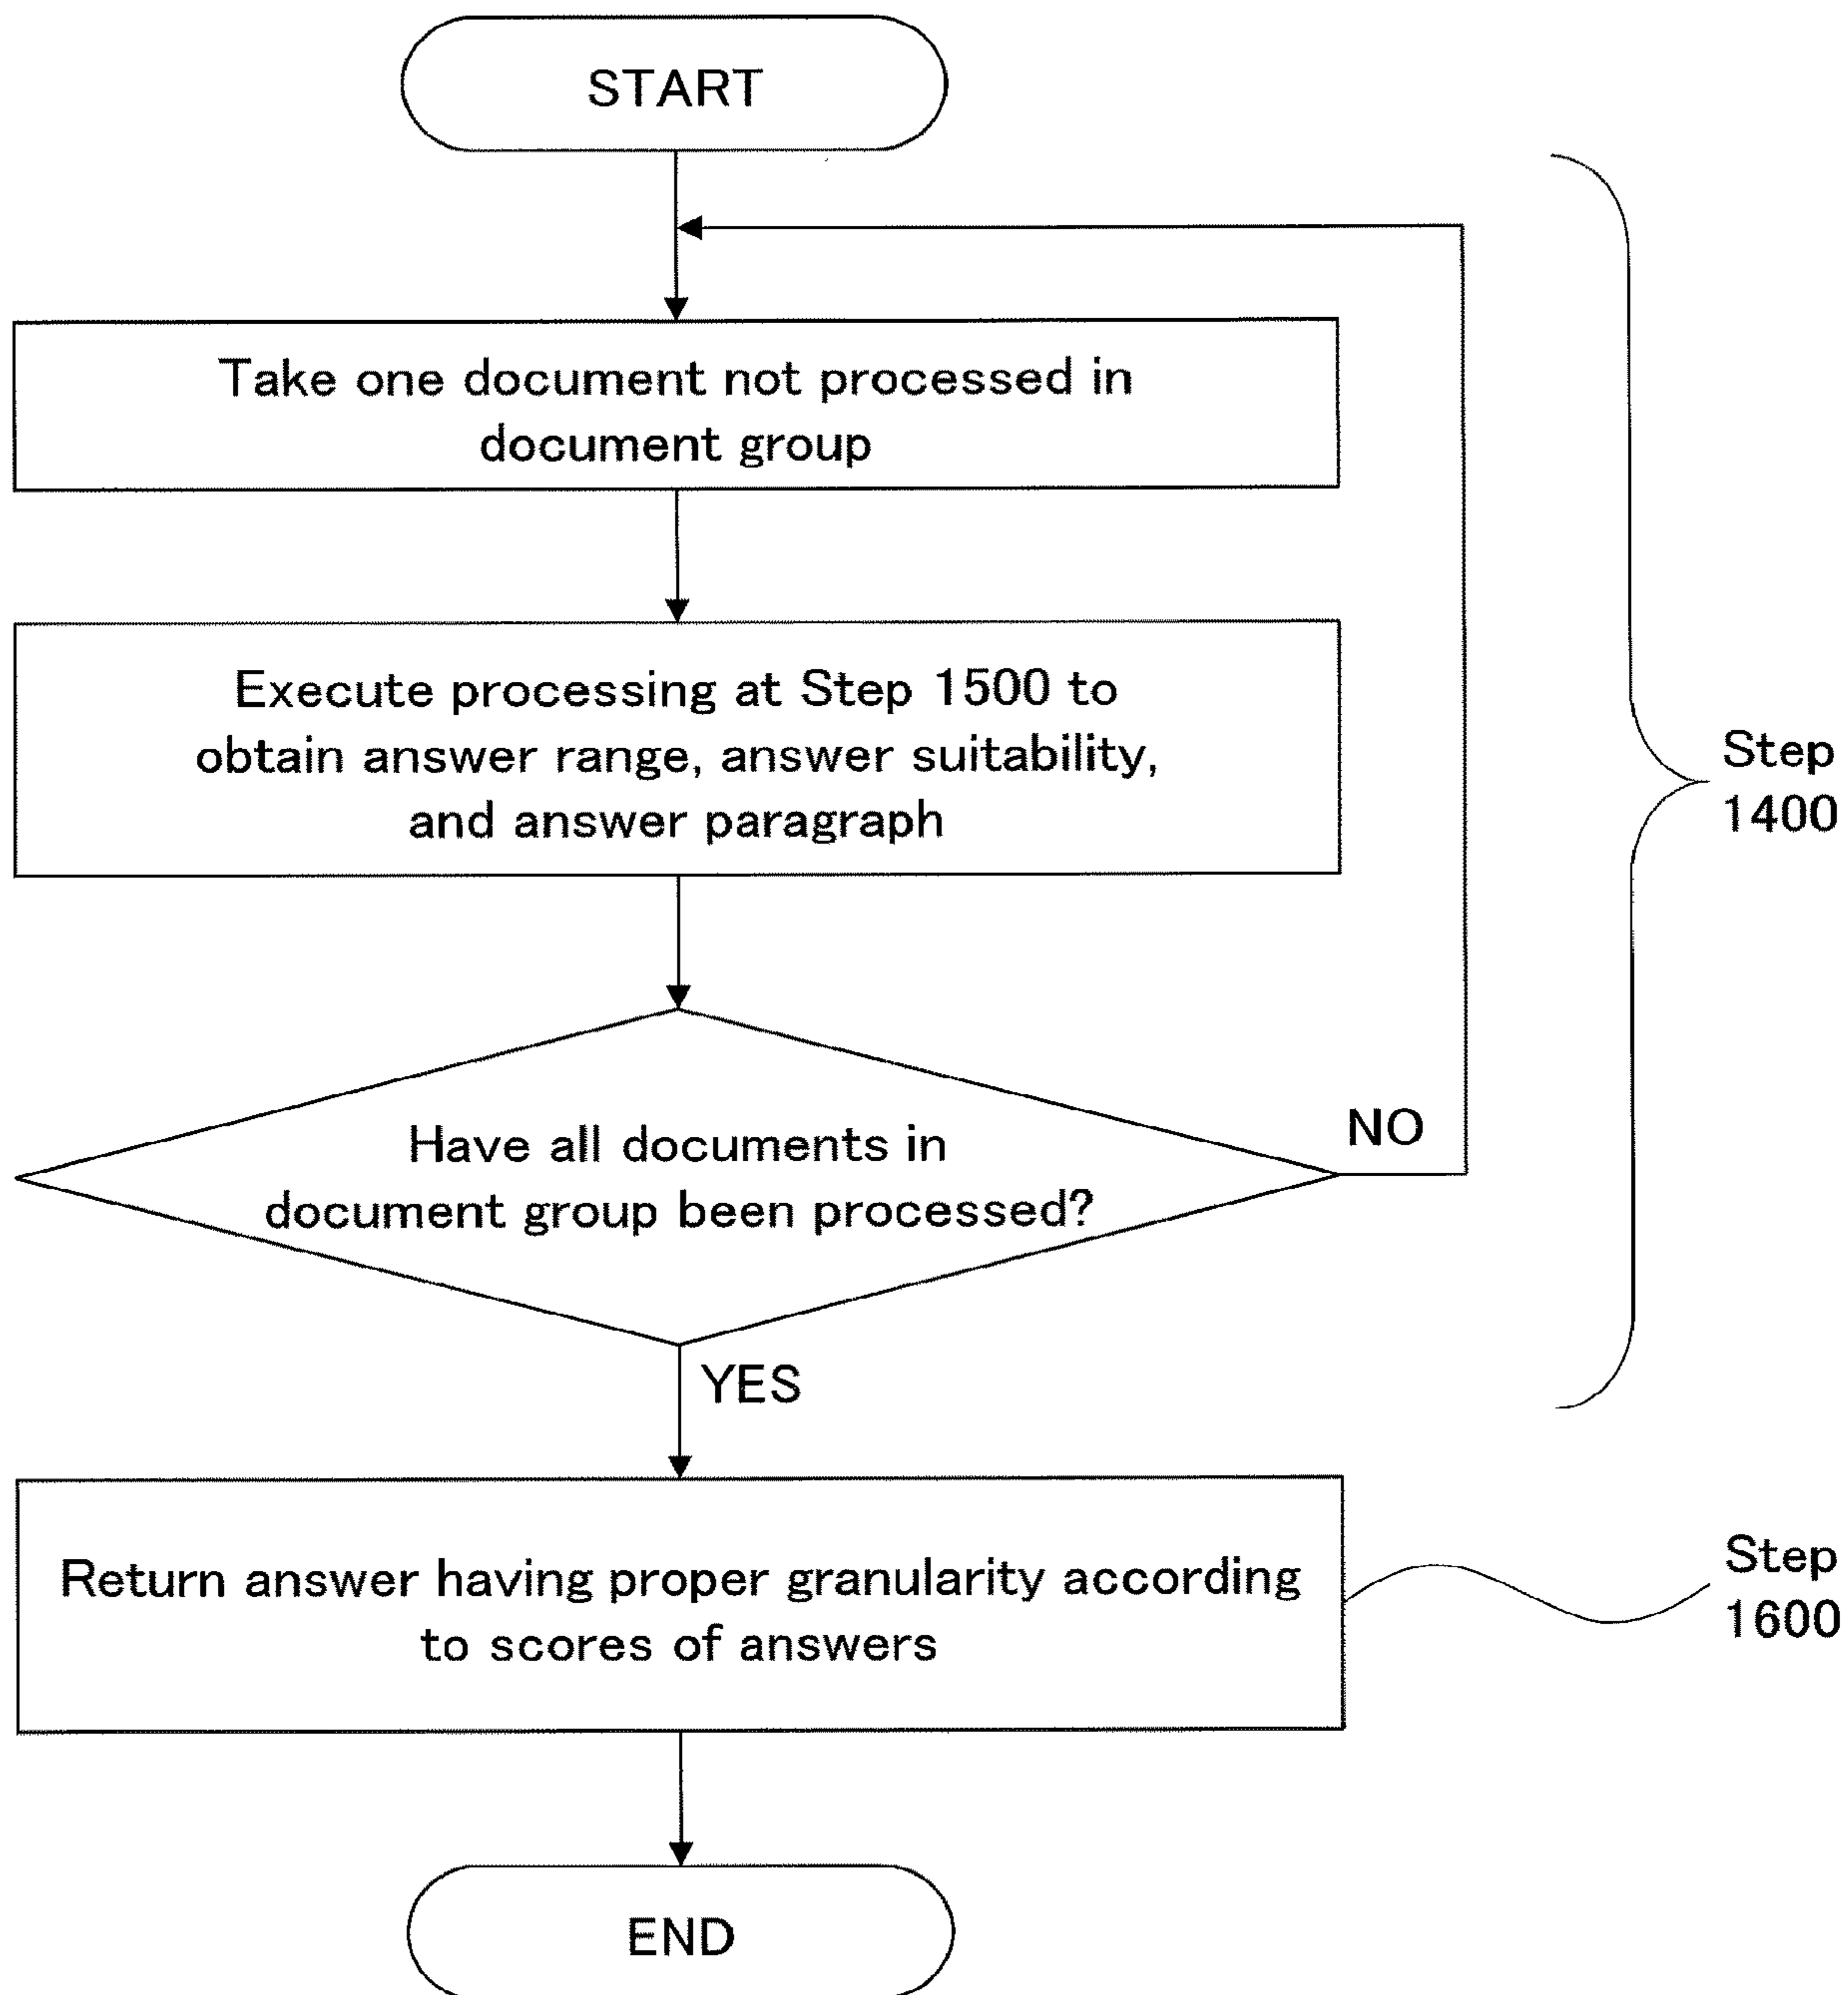 START
Take one document not processed in
document group
Execute processing at Step 1500 to
obtain answer range, answer suitability,
and answer paragraph
Step
1400
Have all documents in
document group been processed?
NO
YES
Return answer having proper granularity according
to scores of answers
Step
1600
END